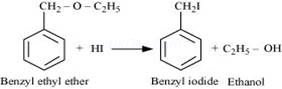 CH₂ – O – C₂H₅ CH₂I
+ HI + C₂H₅ – OH
Benzyl ethyl ether Benzyl iodide Ethanol